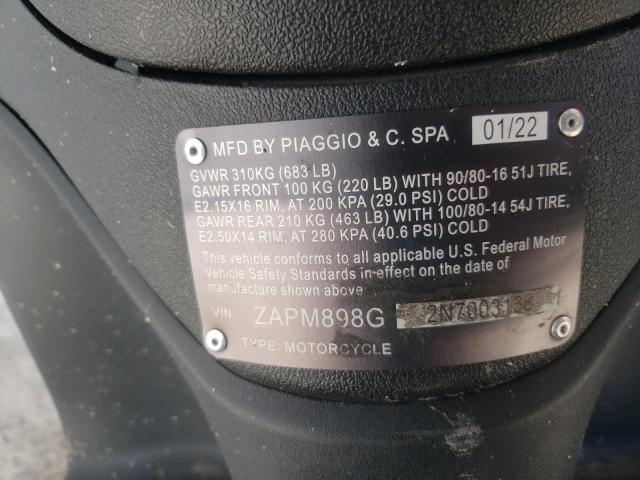 MFD BY PIAGGIO & C. SPA 01/22
GVWR 310KG (683 LB)
GAWR FRONT 100 KG (220 LB) WITH 90/80-16 51J TIRE,
E2.15X16 RIM, AT 200 KPA (29.0 PSI) COLD
GAWR REAR 210 KG (463 LB) WITH 100/80-14 54J TIRE,
E2.50X14 RIM, AT 280 KPA (40.6 PSI) COLD
This vehicle conforms to all applicable U.S. Federal Motor
Vehicle Safety Standards in effect on the date of
manufacture shown above
VIN: ZAPM898G
TYPE: MOTORCYCLE